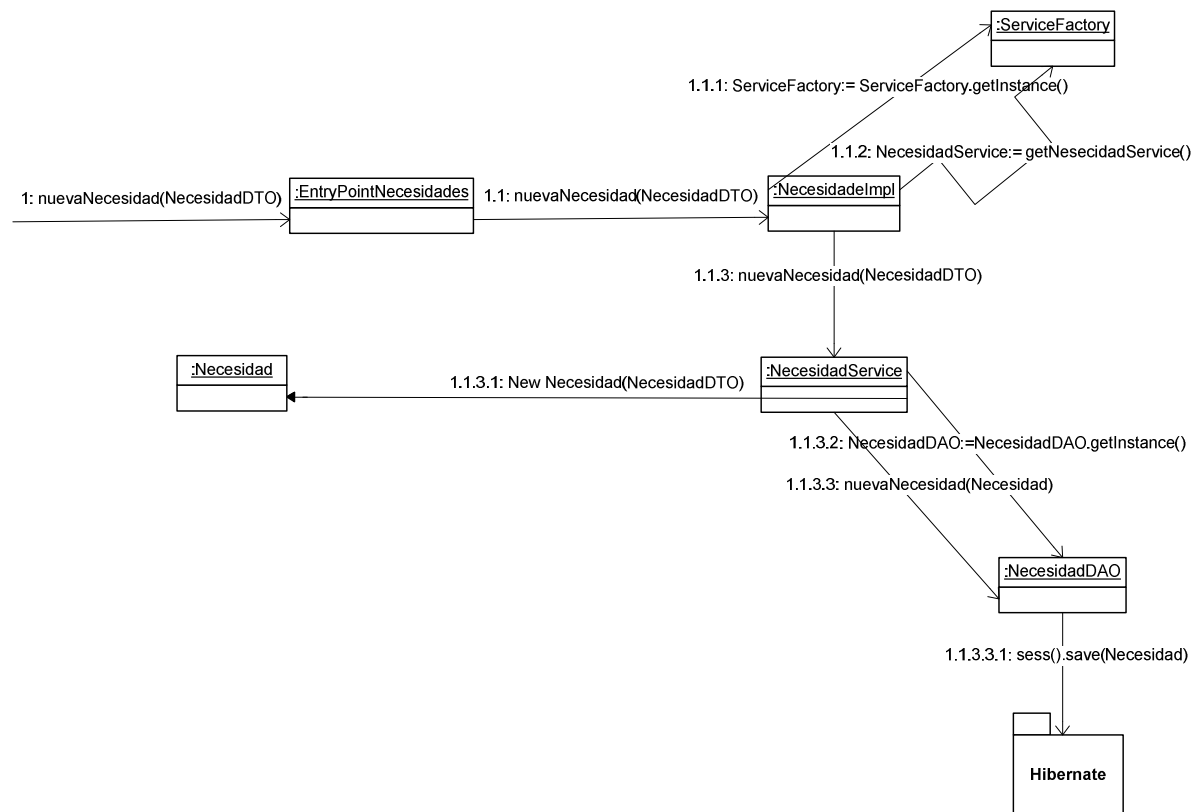 :ServiceFactory
1.1.1: ServiceFactory:= ServiceFactory.getInstance()
1.1.2: NecesidadService:= getNesecidadService()
1: nuevaNecesidad(NecesidadDTO)
:EntryPointNecesidades
1.1: nuevaNecesidad(NecesidadDTO)
:NecesidadeImpl
1.1.3: nuevaNecesidad(NecesidadDTO)
:Necesidad
1.1.3.1: New Necesidad(NecesidadDTO)
:NecesidadService
1.1.3.2: NecesidadDAO:=NecesidadDAO.getInstance()
1.1.3.3: nuevaNecesidad(Necesidad)
:NecesidadDAO
1.1.3.3.1: sess().save(Necesidad)
Hibernate